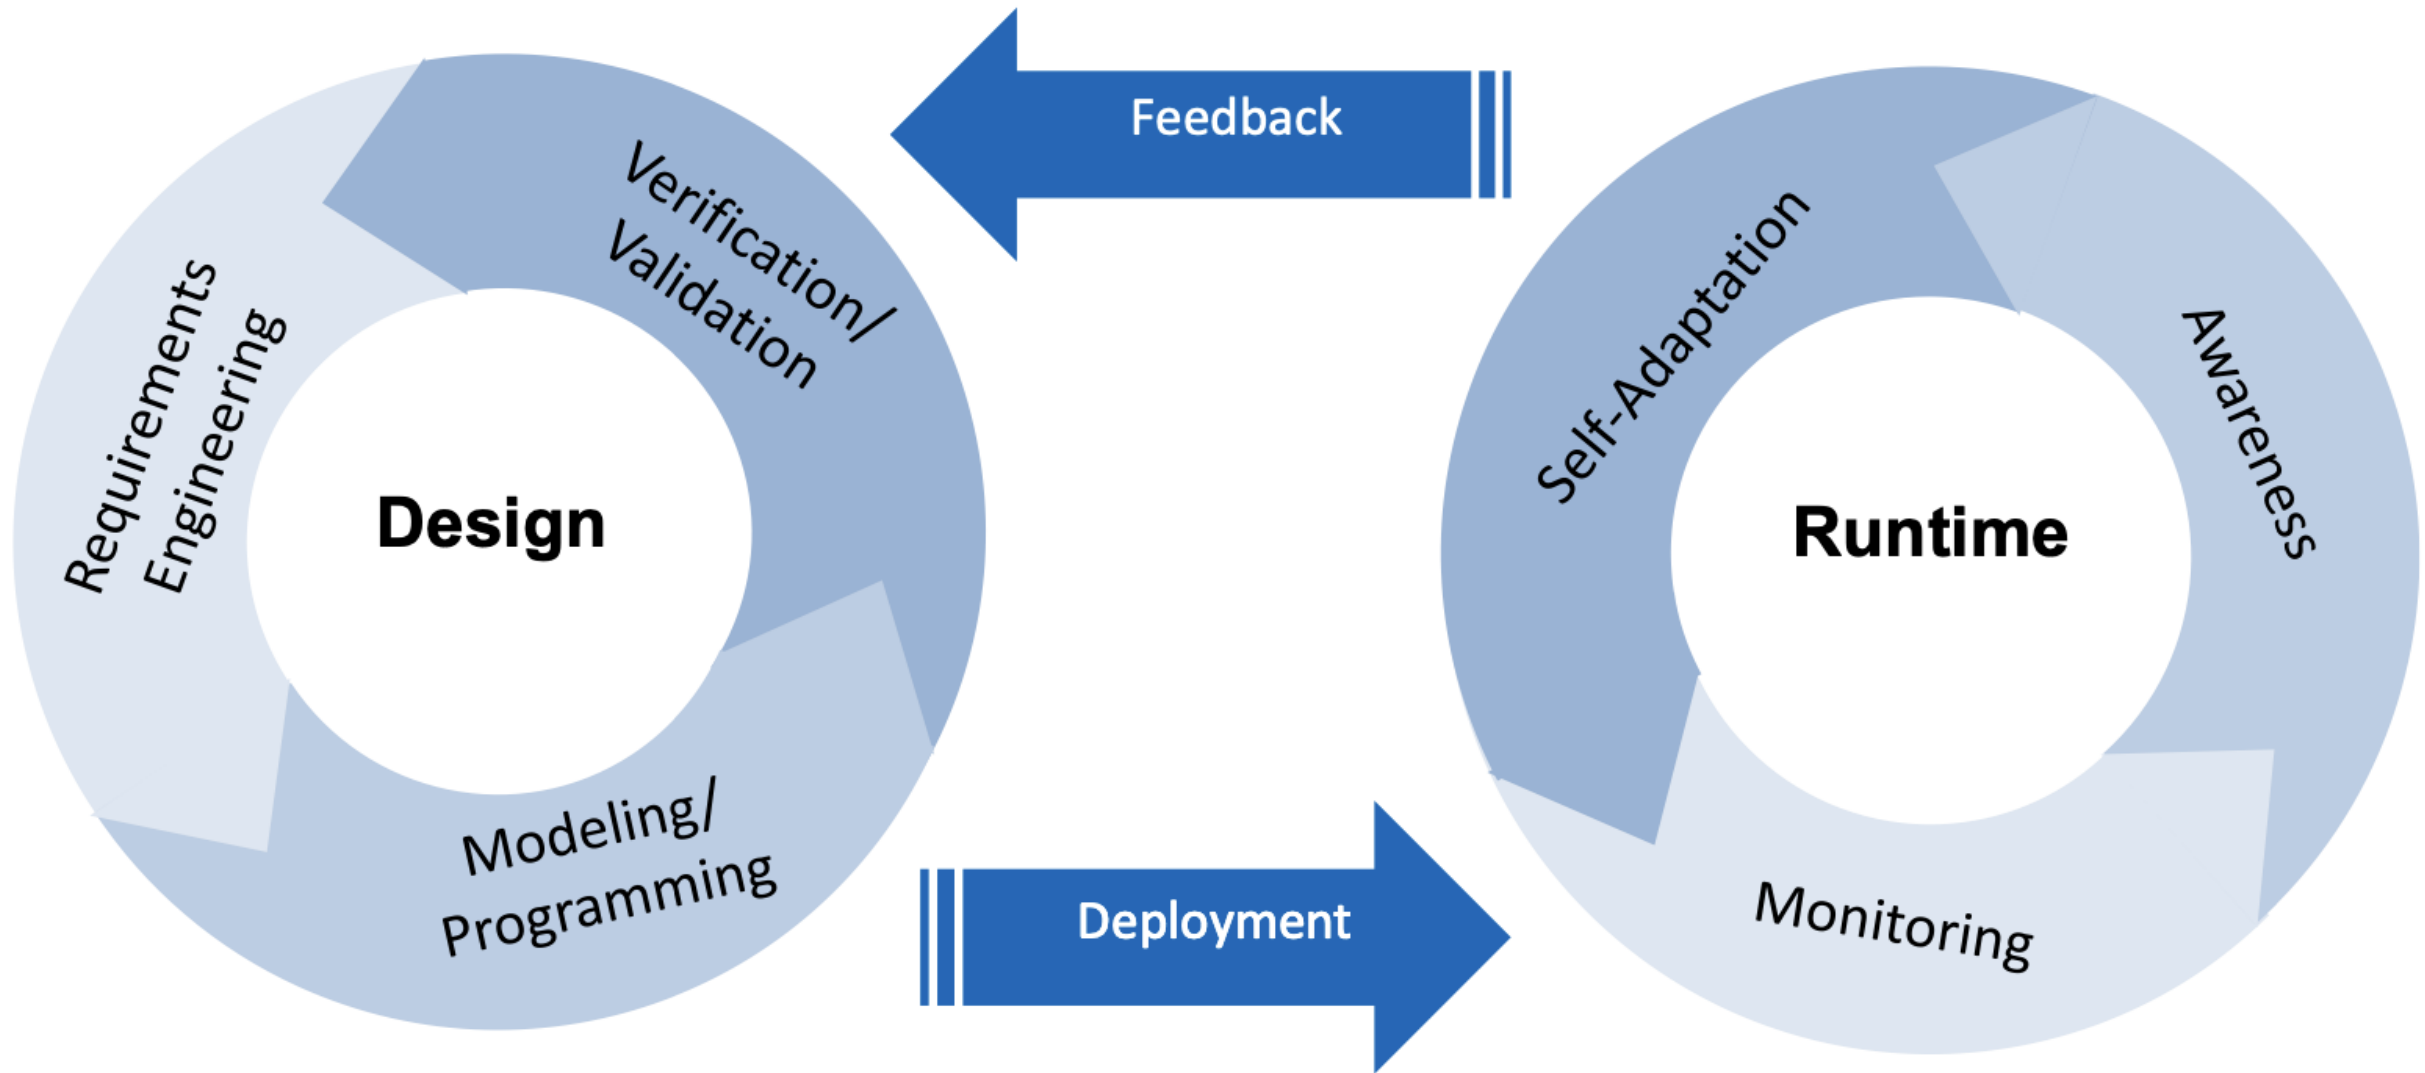 Requirements
Engineering
Verification/
Validation
Design
Modeling/
Programming
Feedback
Deployment
Self-Adaptation
Awareness
Runtime
Monitoring